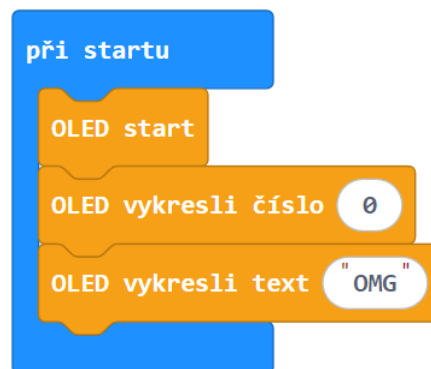 při startu
OLED start
OLED vykresli číslo 0
OLED vykresli text "OMG"